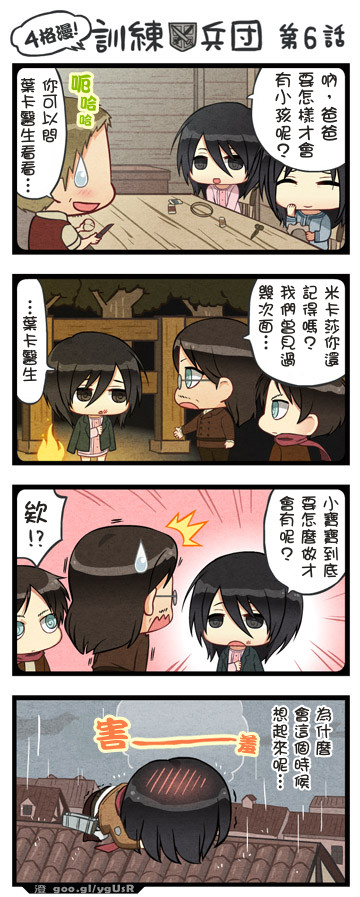 4格漫!
訓練兵団 第6話
吶，爸爸
要怎樣才會
有小孩呢？
呃哈哈
你可以問
葉卡醫生看看…
米卡莎你還
記得嗎？
我們曾見過
幾次面…
…葉卡醫生
小寶寶到底
要怎麼做才
會有呢？
欸!?
為什麼
會這個時候
想起來呢…
害——羞
澄 goo.gl/ygUsR